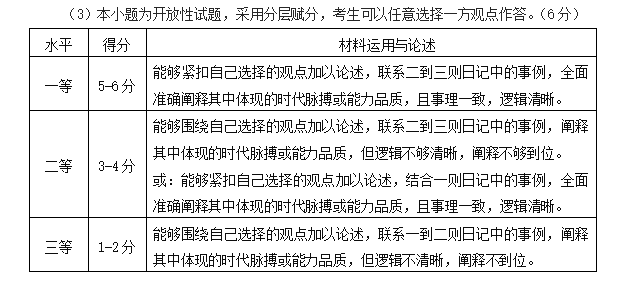 （3）本小题为开放性试题，采用分层赋分，考生可以任意选择一方观点作答。（6 分）
水平 得分 材料运用与论述
一等 5-6 分 能够紧扣自己选择的观点加以论述，联系二到三则日记中的事例，全面
准确阐释其中体现的时代脉搏或能力品质，且事理一致，逻辑清晰。
能够围绕自己选择的观点加以论述，联系二到三则日记中的事例，阐释
其中体现的时代脉搏或能力品质，但逻辑不够清晰，阐释不够到位。
二等 3-4 分
或：能够紧扣自己选择的观点加以论述，结合一则日记中的事例，全面
准确阐释其中体现的时代脉搏或能力品质，且事理一致，逻辑清晰。
三等 1-2 分 能够围绕自己选择的观点加以论述，联系一到二则日记中的事例，阐释
其中体现的时代脉搏或能力品质，但逻辑不清晰，阐释不到位。